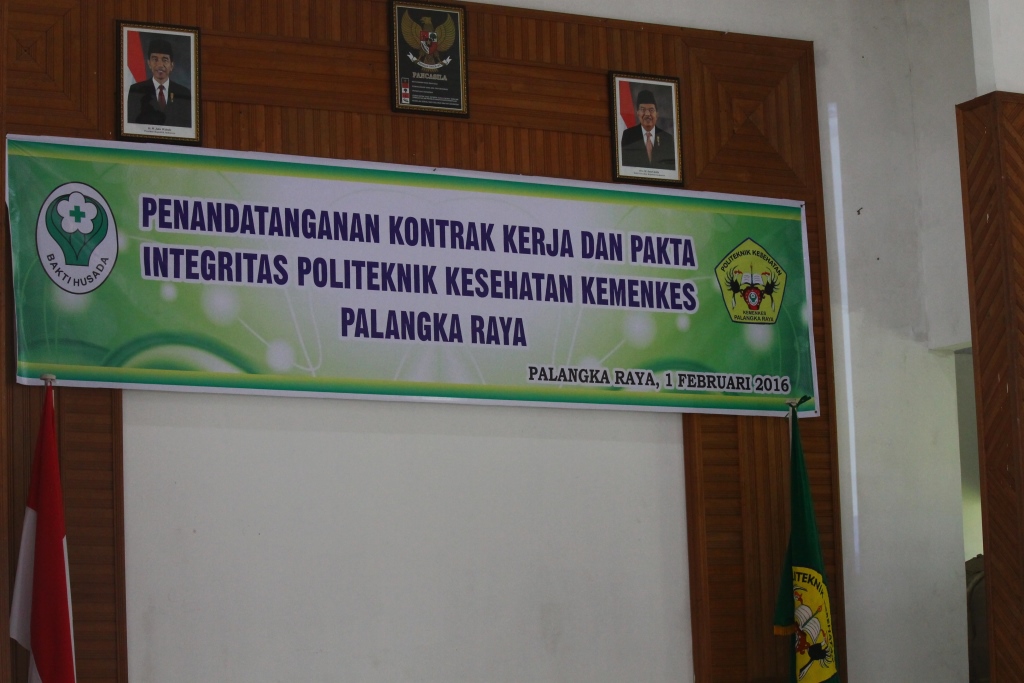 PANCASILA
BAKTI HUSADA
PENANDATANGANAN KONTRAK KERJA DAN PAKTA
INTEGRITAS POLITEKNIK KESEHATAN KEMENKES
PALANGKA RAYA
POLITEKNIK KESEHATAN
KEMENKES
PALANGKA RAYA
PALANGKA RAYA, 1 FEBRUARI 2016